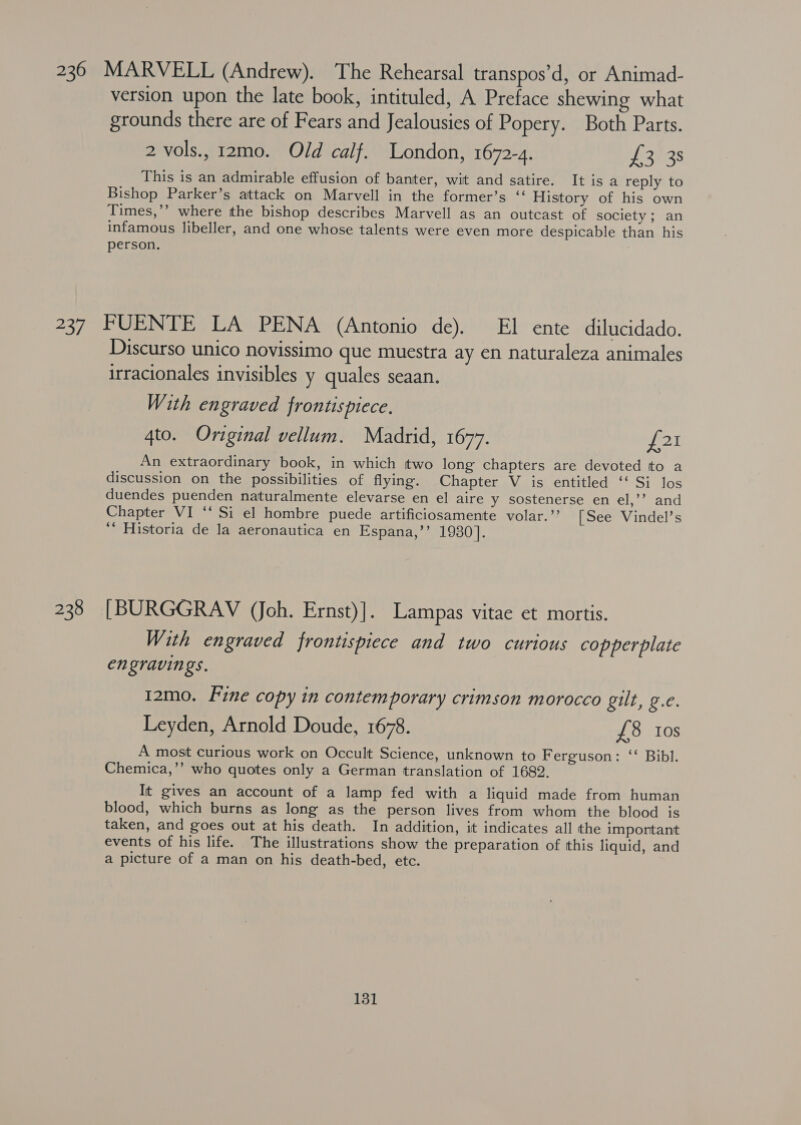 236 MARVELL (Andrew). The Rehearsal transpos’d, or Animad-
version upon the late book, intituled, A Preface shewing what
grounds there are of Fears and Jealousies of Popery. Both Parts.
2 vols., 12mo. Old calf. London, 1672-4. £3 3s
This is an admirable effusion of banter, wit and satire. It is a reply to
Bishop Parker’s attack on Marvell in the former’s ‘‘ History of his own
Times,’’ where the bishop describes Marvell as an outcast of society; an
infamous libeller, and one whose talents were even more despicable than his
person.
237 FUENTE LA PENA (Antonio de). El ente dilucidado.
Discurso unico novissimo que muestra ay en naturaleza animales
irracionales invisibles y quales seaan.
With engraved frontispiece.
4to. Original vellum. Madrid, 1677. £21
An extraordinary book, in which two long chapters are devoted to a
discussion on the possibilities of flying. Chapter V is entitled ‘‘ Si los
duendes puenden naturalmente elevarse en el aire y sostenerse en el,’’ and
Chapter VI ‘‘ Si el hombre puede artificiosamente volar.’’ [See Vindel’s
‘‘ Historia de la aeronautica en Espana,’’ 1930].
238 [BURGGRAV (Joh. Ernst)]. Lampas vitae et mortis.
With engraved frontispiece and two curious copperplate
engravings.
12mo. Fine copy in contemporary crimson morocco gilt, g.e.
Leyden, Arnold Doude, 1678. £8 10s
A most curious work on Occult Science, unknown to Ferguson: ‘‘ Bibl.
Chemica,’’ who quotes only a German translation of 1682.
It gives an account of a lamp fed with a liquid made from human
blood, which burns as long as the person lives from whom the blood is
taken, and goes out at his death. In addition, it indicates all the important
events of his life. The illustrations show the preparation of this liquid, and
a picture of a man on his death-bed, etc.
131